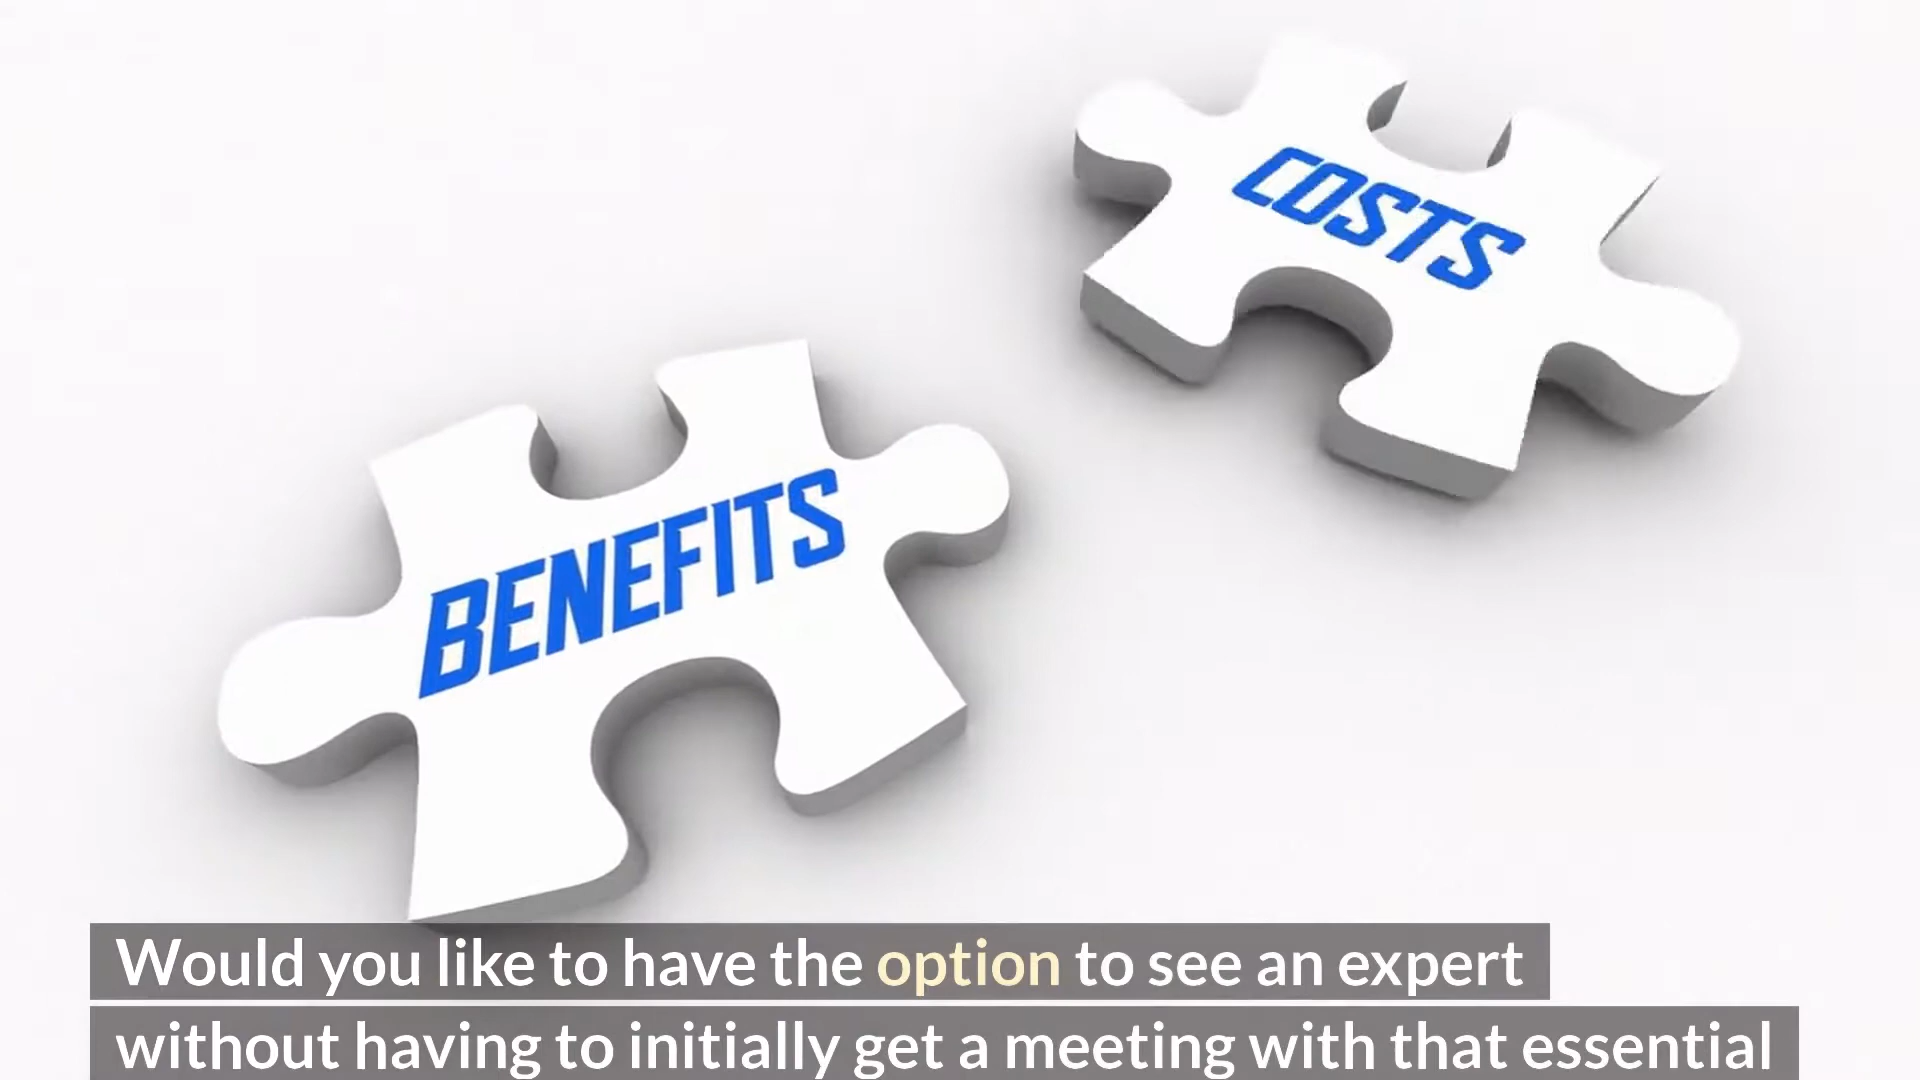 COSTS
BENEFITS
Would you like to have the option to see an expert
without having to initially get a meeting with that essential